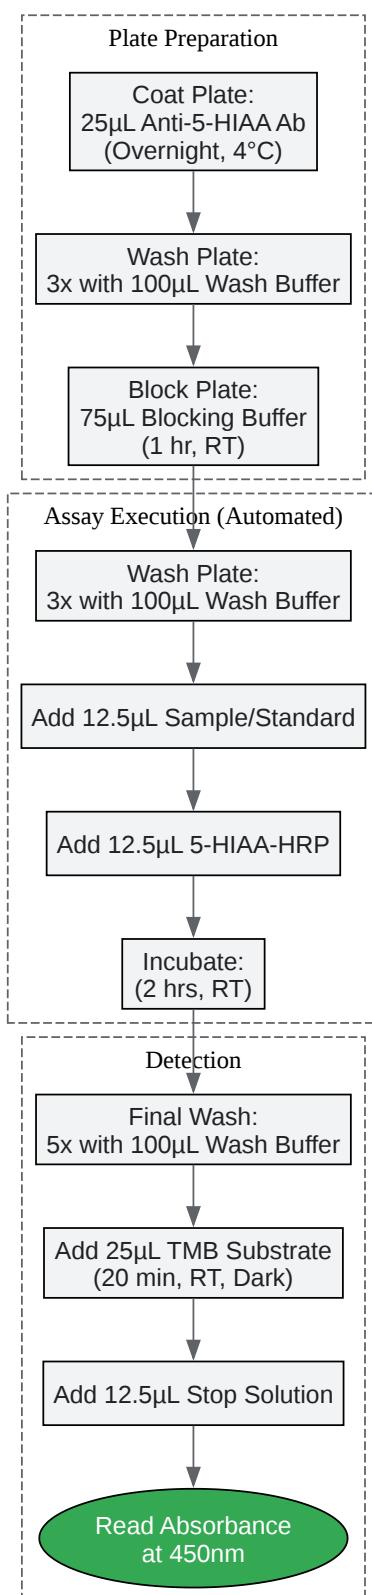 Plate Preparation
Coat Plate:
25µL Anti-5-HIAA Ab
(Overnight, 4°C)
Wash Plate:
3x with 100µL Wash Buffer
Block Plate:
75µL Blocking Buffer
(1 hr, RT)
Assay Execution (Automated)
Wash Plate:
3x with 100µL Wash Buffer
Add 12.5µL Sample/Standard
Add 12.5µL 5-HIAA-HRP
Incubate:
(2 hrs, RT)
Detection
Final Wash:
5x with 100µL Wash Buffer
Add 25µL TMB Substrate
(20 min, RT, Dark)
Add 12.5µL Stop Solution
Read Absorbance
at 450nm